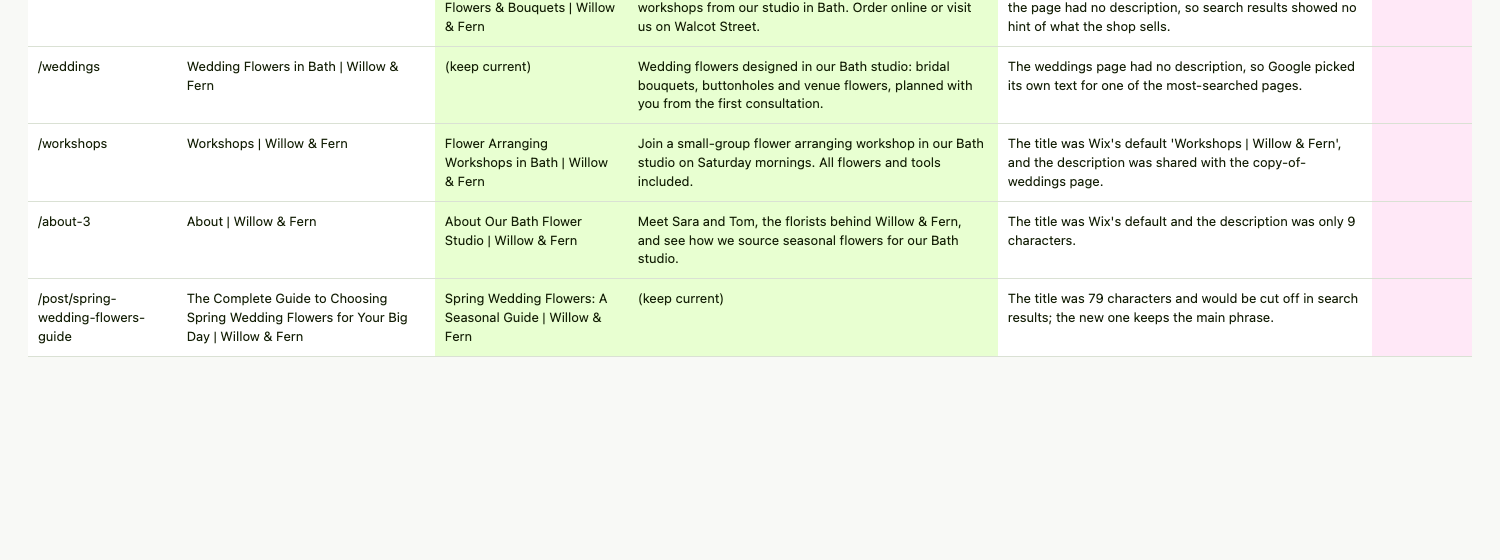 Flowers & Bouquets | Willow
& Fern
workshops from our studio in Bath. Order online or visit
us on Walcot Street.
the page had no description, so search results showed no
hint of what the shop sells.
/weddings
Wedding Flowers in Bath | Willow &
Fern
(keep current)
Wedding flowers designed in our Bath studio: bridal
bouquets, buttonholes and venue flowers, planned with
you from the first consultation.
The weddings page had no description, so Google picked
its own text for one of the most-searched pages.
/workshops
Workshops | Willow & Fern
Flower Arranging
Workshops in Bath | Willow
& Fern
Join a small-group flower arranging workshop in our Bath
studio on Saturday mornings. All flowers and tools
included.
The title was Wix's default 'Workshops | Willow & Fern',
and the description was shared with the copy-of-
weddings page.
/about-3
About | Willow & Fern
About Our Bath Flower
Studio | Willow & Fern
Meet Sara and Tom, the florists behind Willow & Fern,
and see how we source seasonal flowers for our Bath
studio.
The title was Wix's default and the description was only 9
characters.
/post/spring-
wedding-flowers-
guide
The Complete Guide to Choosing
Spring Wedding Flowers for Your Big
Day | Willow & Fern
Spring Wedding Flowers: A
Seasonal Guide | Willow &
Fern
(keep current)
The title was 79 characters and would be cut off in search
results; the new one keeps the main phrase.